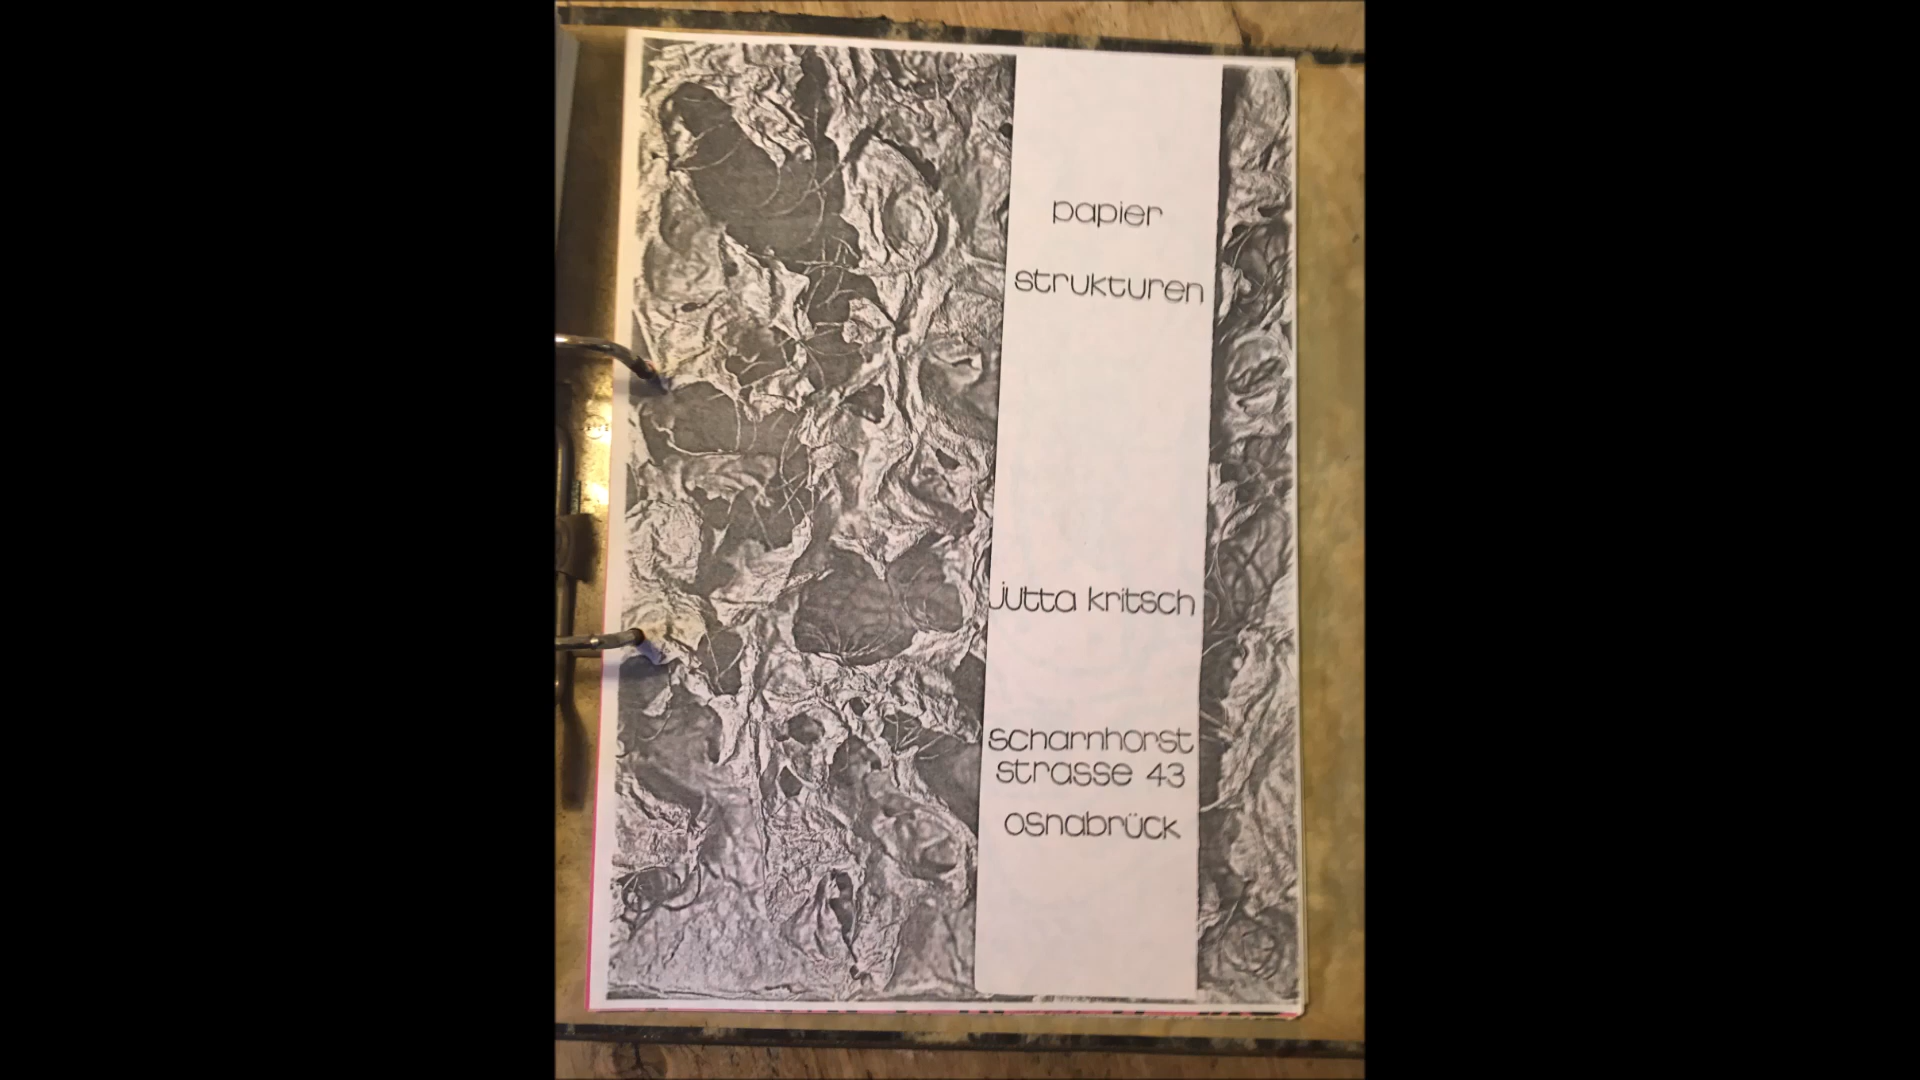 papier
strukturen
jutta kritsch
scharnhorst
strasse 43
osnabrück